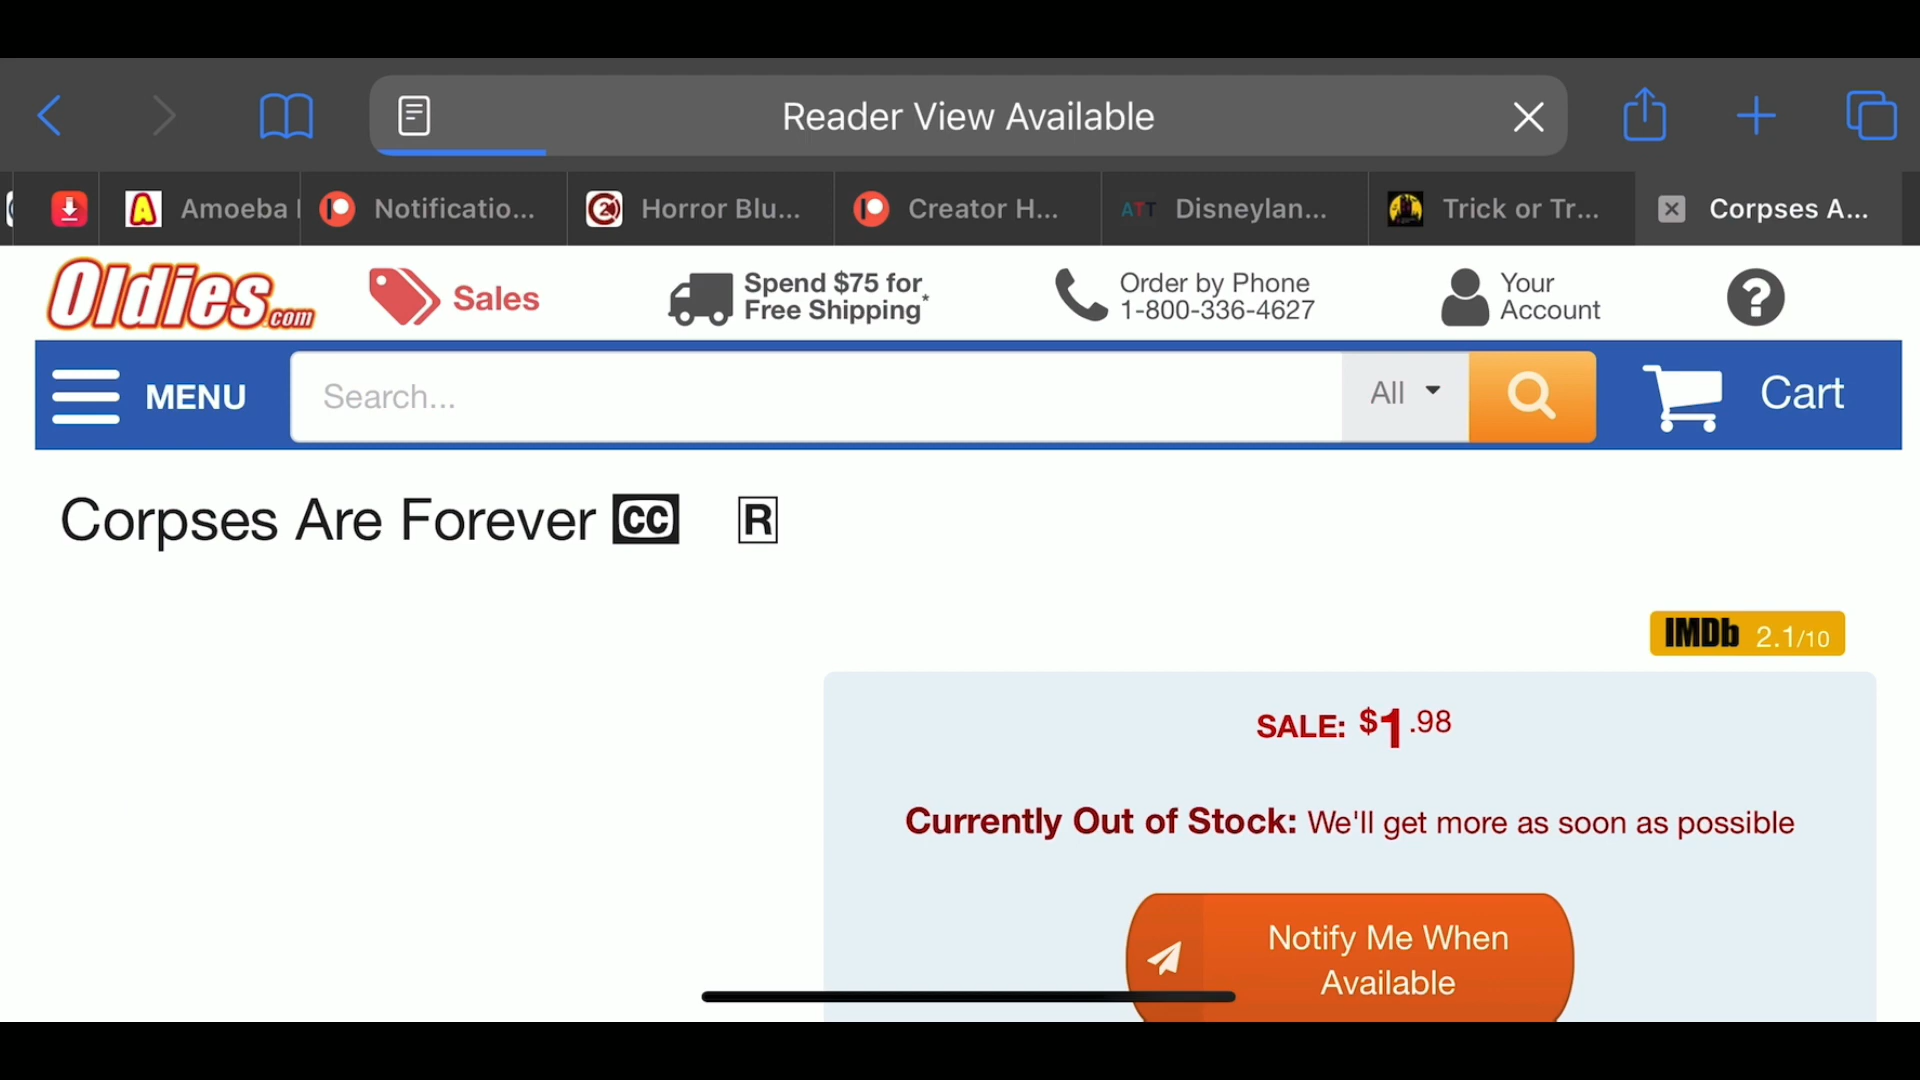 Reader View Available
Amoeba
Notificatio...
Horror Blu...
Creator H...
ATT Disneylan...
Trick or Tr...
Corpses A...
Oldies.com
Sales
Spend $75 for
Free Shipping*
Order by Phone
1-800-336-4627
Your
Account
?
MENU
Search...
All
Cart
Corpses Are Forever CC R
IMDb 2.1/10
SALE: $1.98
Currently Out of Stock: We'll get more as soon as possible
Notify Me When
Available